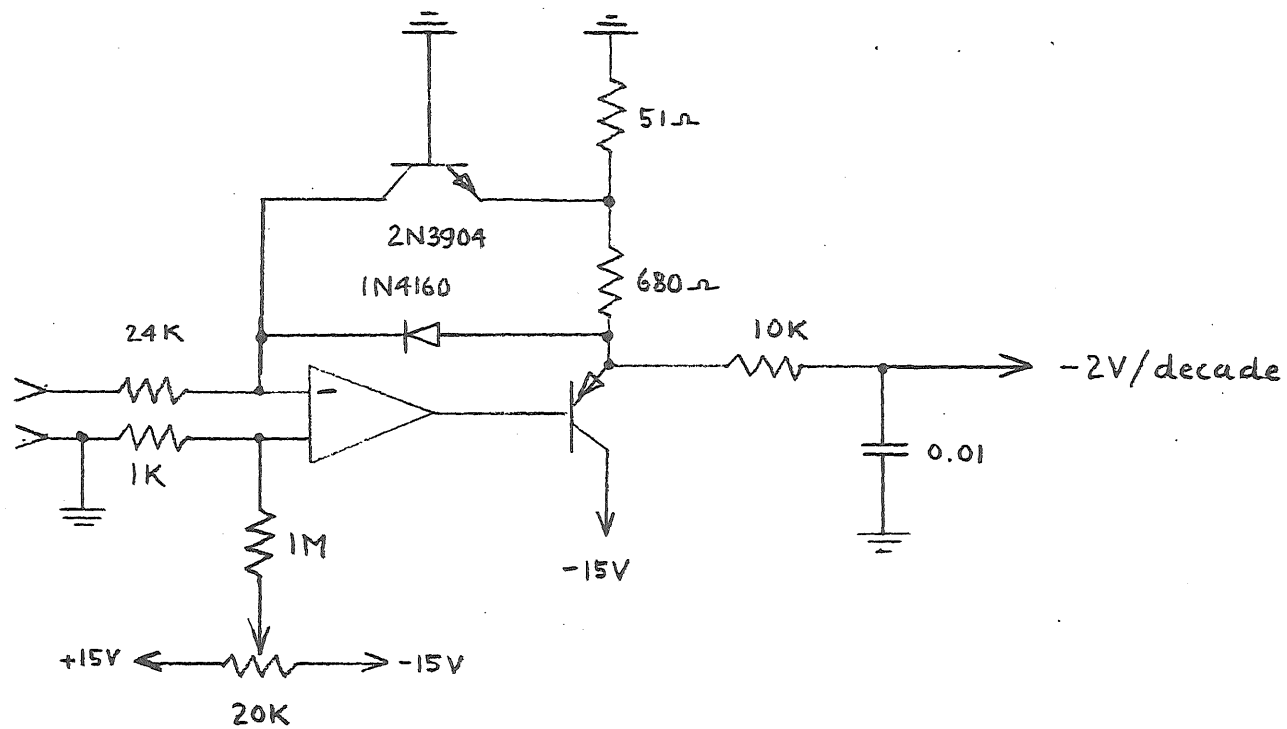 51Ω
2N3904
1N4160
680Ω
24K
10K
-2V/decade
-
1K
0.01
1M
-15V
+15V
-15V
20K